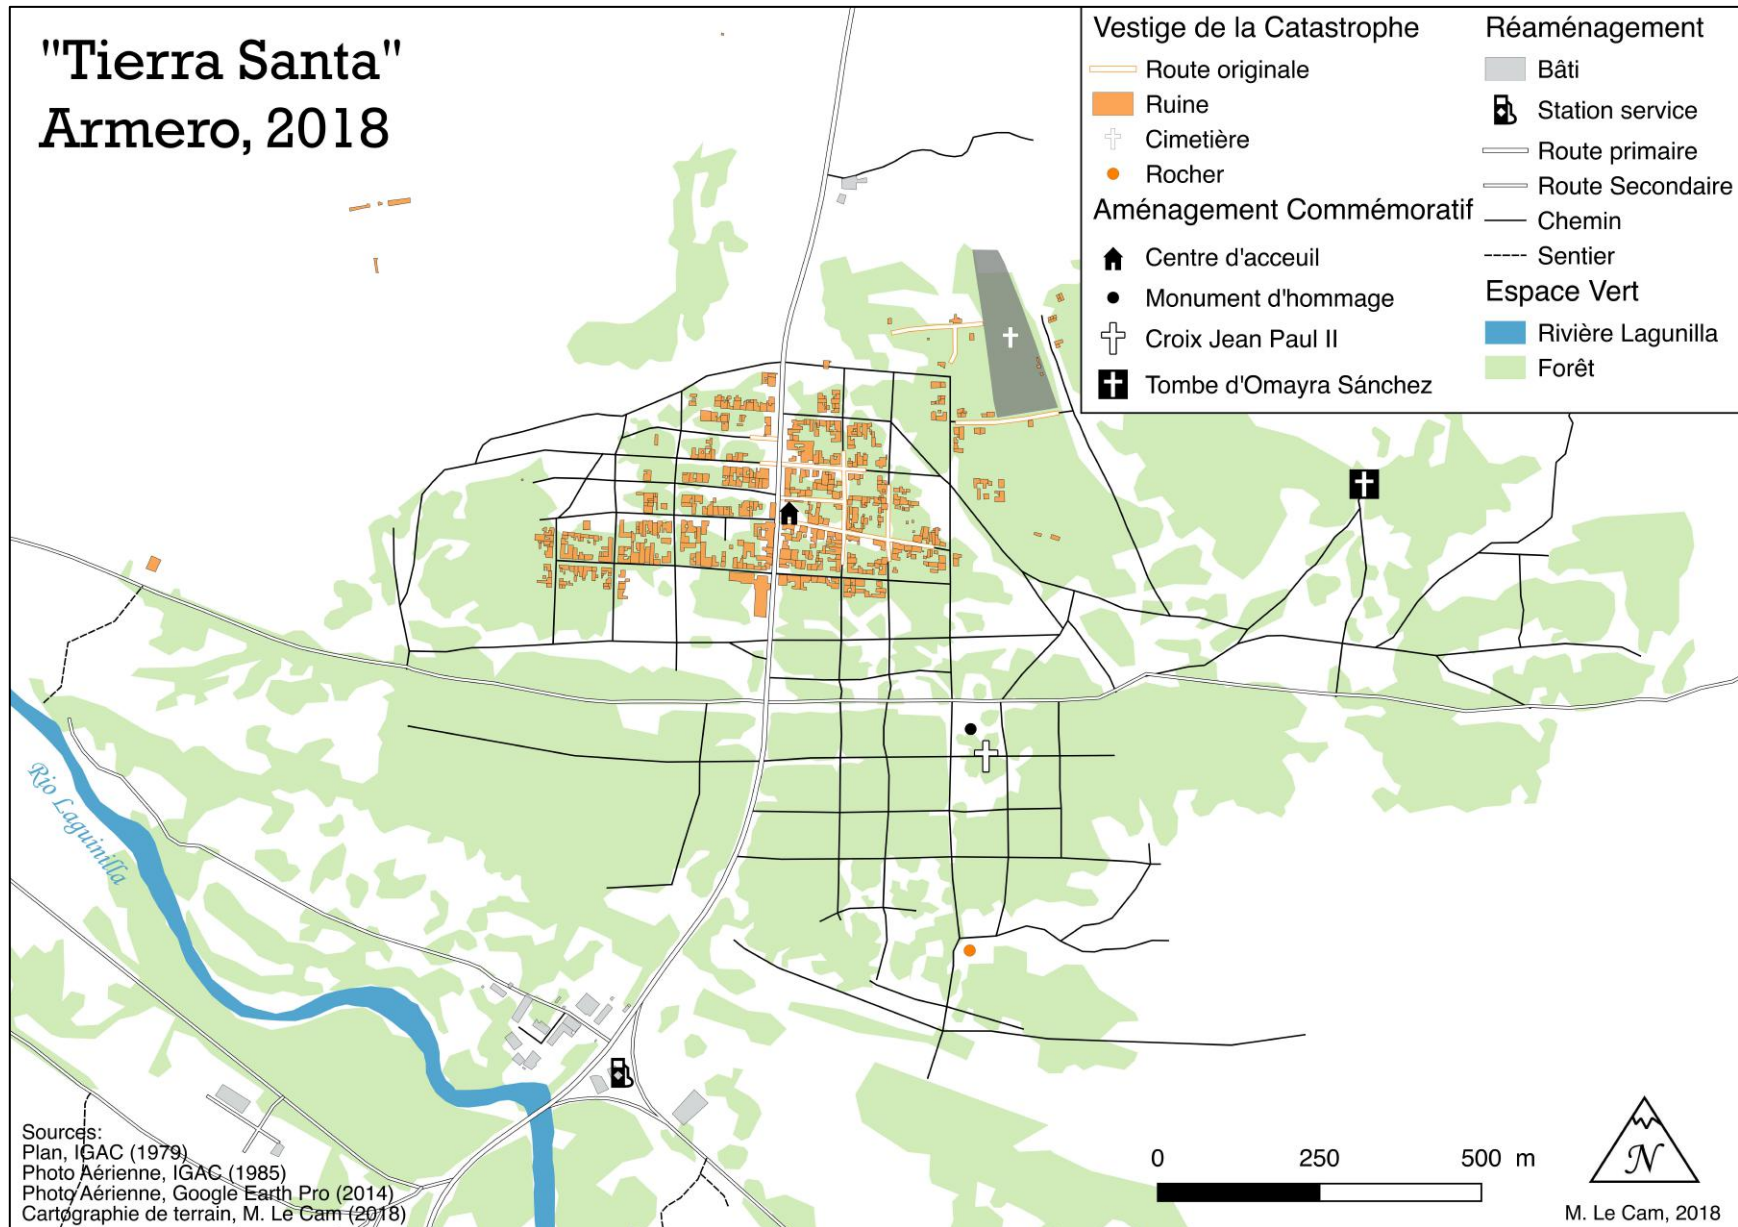 "Tierra Santa"
Armero, 2018
Vestige de la Catastrophe
Route originale
Ruine
Cimetière
Rocher
Aménagement Commémoratif
Centre d'acceuil
Monument d'hommage
Croix Jean Paul II
Tombe d'Omayra Sánchez
Réaménagement
Bâti
Station service
Route primaire
Route Secondaire
Chemin
Sentier
Espace Vert
Rivière Lagunilla
Forêt
Rio Laguinilla
Sources:
Plan, IGAC (1979)
Photo Aérienne, IGAC (1985)
Photo Aérienne, Google Earth Pro (2014)
Cartographie de terrain, M. Le Cam (2018)
0 250 500 m
N
M. Le Cam, 2018